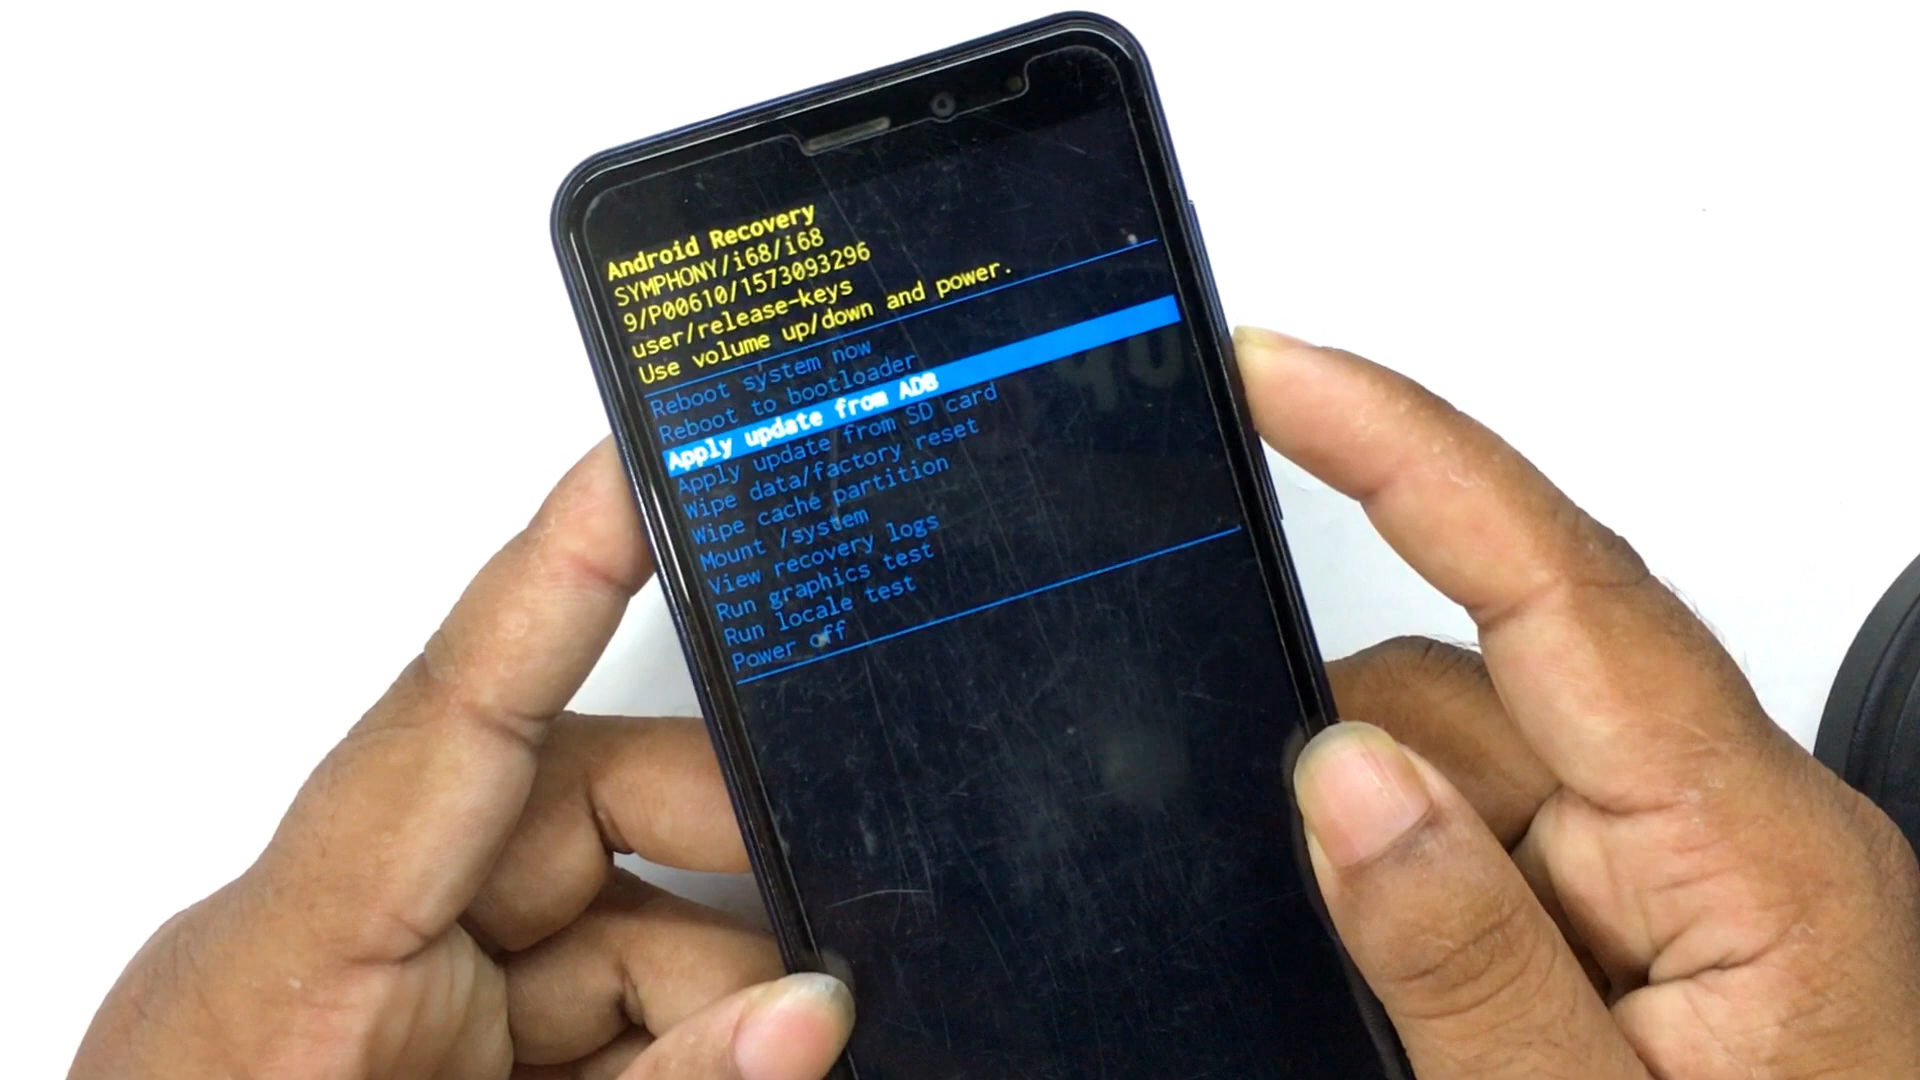 Android Recovery
SYMPHONY/i68/i68
9/P00610/1573093296
user/release-keys
Use volume up/down and power.
Reboot system now
Reboot to bootloader
Apply update from ADB
Apply update from SD card
Wipe data/factory reset
Wipe cache partition
Mount /system
View recovery logs
Run graphics test
Run locale test
Power off